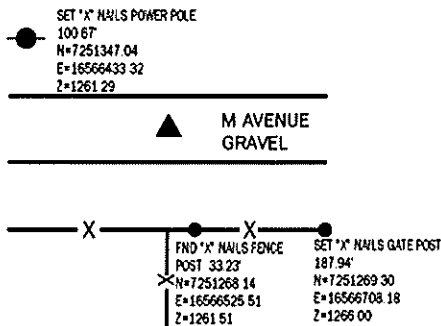 SET "X" NAILS POWER POLE
100 67'
N=7251347.04
E=16566433 32
Z=1261 29
M AVENUE
GRAVEL
X
X
X
FND "X" NAILS FENCE
POST 33.23'
N=7251268 14
E=16566525 51
Z=1261 51
SET "X" NAILS GATE POST
187.94'
N=7251269 30
E=16566708.18
Z=1266 00